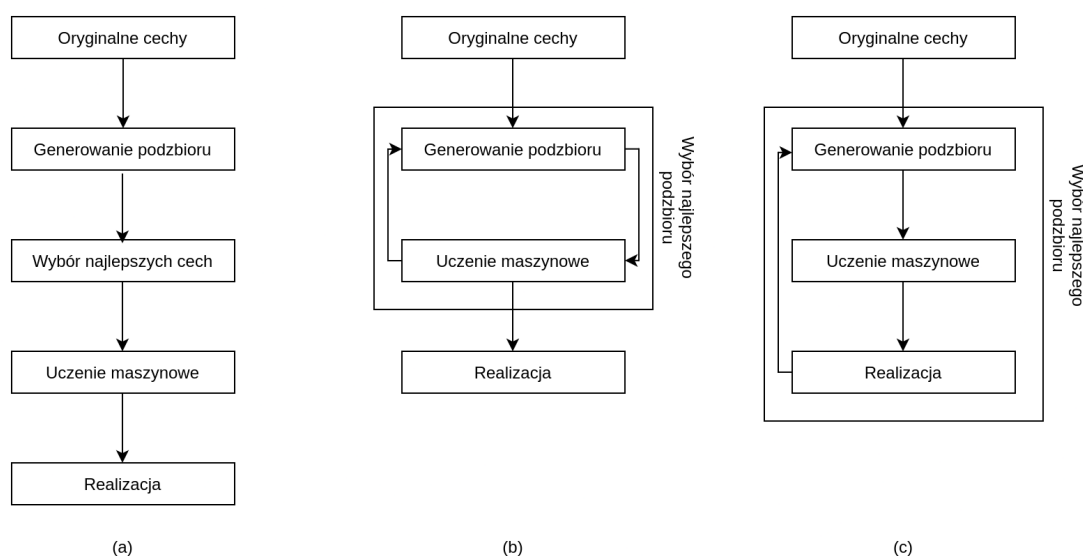 Oryginalne cechy
Generowanie podzbioru
Wybór najlepszych cech
Uczenie maszynowe
Realizacja
(a)
Oryginalne cechy
Generowanie podzbioru
Uczenie maszynowe
Wybór najlepszego
podzbioru
Realizacja
(b)
Oryginalne cechy
Generowanie podzbioru
Uczenie maszynowe
Realizacja
Wybór najlepszego
podzbioru
(c)